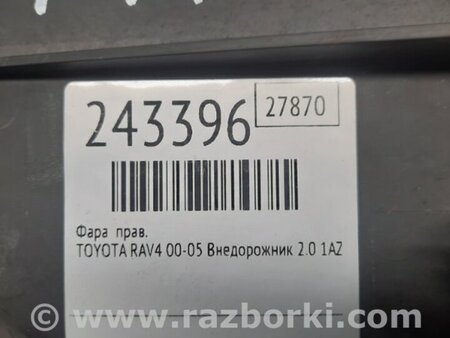 243396
27870
Фара прав.
TOYOTA RAV4 00-05 Внедорожник 2.0 1AZ
© www.razborki.com